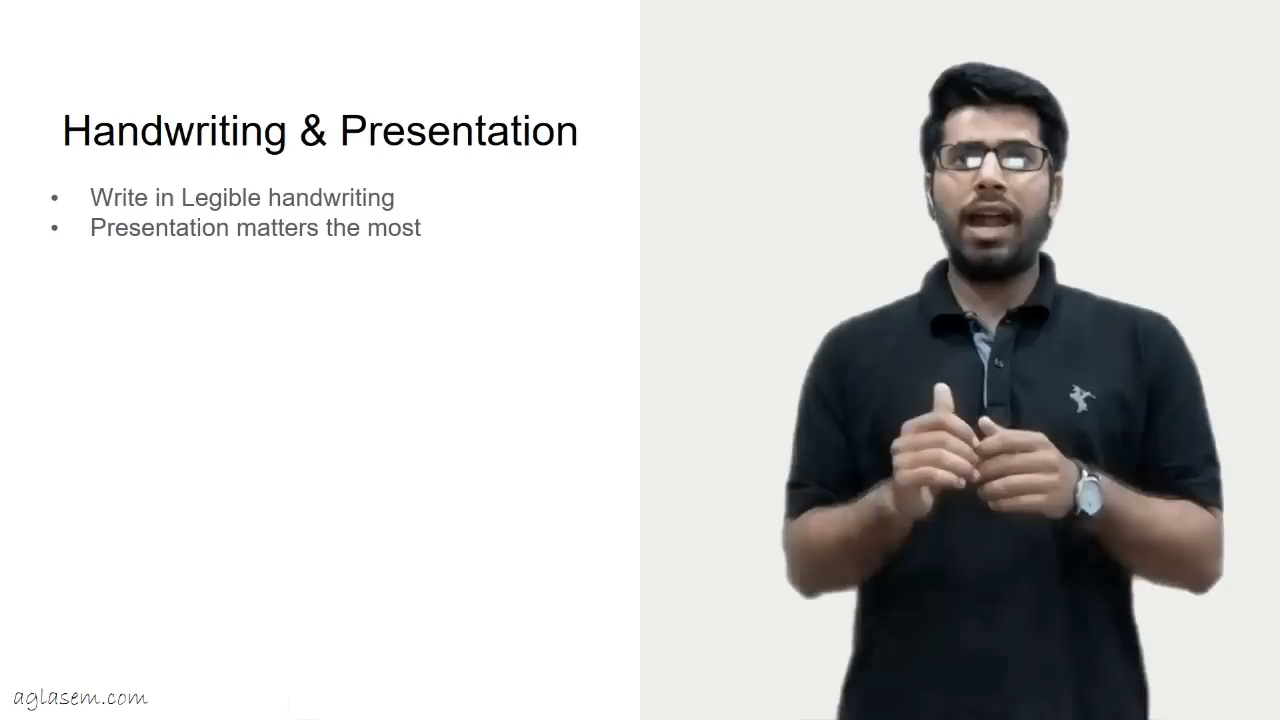 Handwriting & Presentation
• Write in Legible handwriting
• Presentation matters the most
aglasem.com